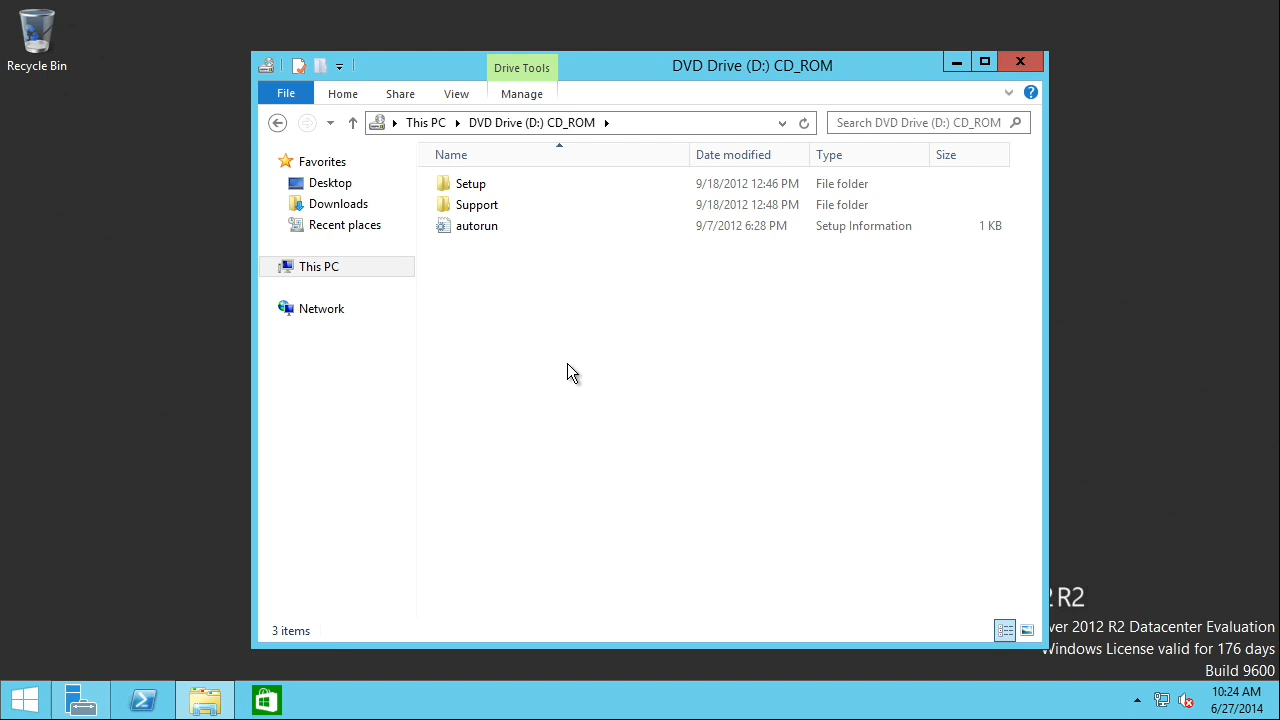 Recycle Bin
Drive Tools
DVD Drive (D:) CD_ROM
File Home Share View Manage
This PC DVD Drive (D:) CD_ROM
Search DVD Drive (D:) CD_ROM
Name Date modified Type Size
Favorites
Desktop
Downloads
Recent places
This PC
Network
Setup 9/18/2012 12:46 PM File folder
Support 9/18/2012 12:48 PM File folder
autorun 9/7/2012 6:28 PM Setup Information 1 KB
3 items
R2
ver 2012 R2 Datacenter Evaluation
Windows License valid for 176 days
Build 9600
10:24 AM
6/27/2014